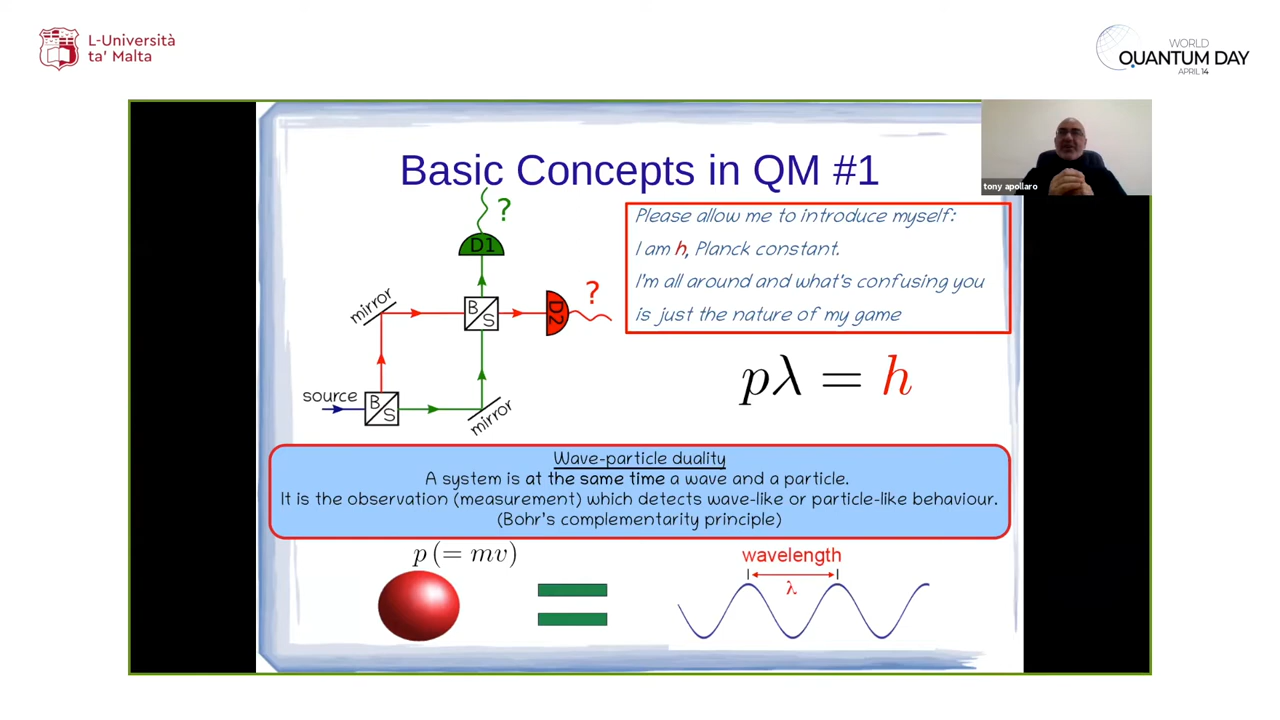 L-Università
ta' Malta
WORLD
QUANTUM DAY
APRIL 14
tony apollaro
Basic Concepts in QM #1
?
D1
mirror
B
S
D2
?
source
B
S
mirror
Please allow me to introduce myself:
I am h, Planck constant.
I'm all around and what's confusing you
is just the nature of my game
pλ = h
Wave-particle duality
A system is at the same time a wave and a particle.
It is the observation (measurement) which detects wave-like or particle-like behaviour.
(Bohr's complementarity principle)
p (= mv)
wavelength
λ